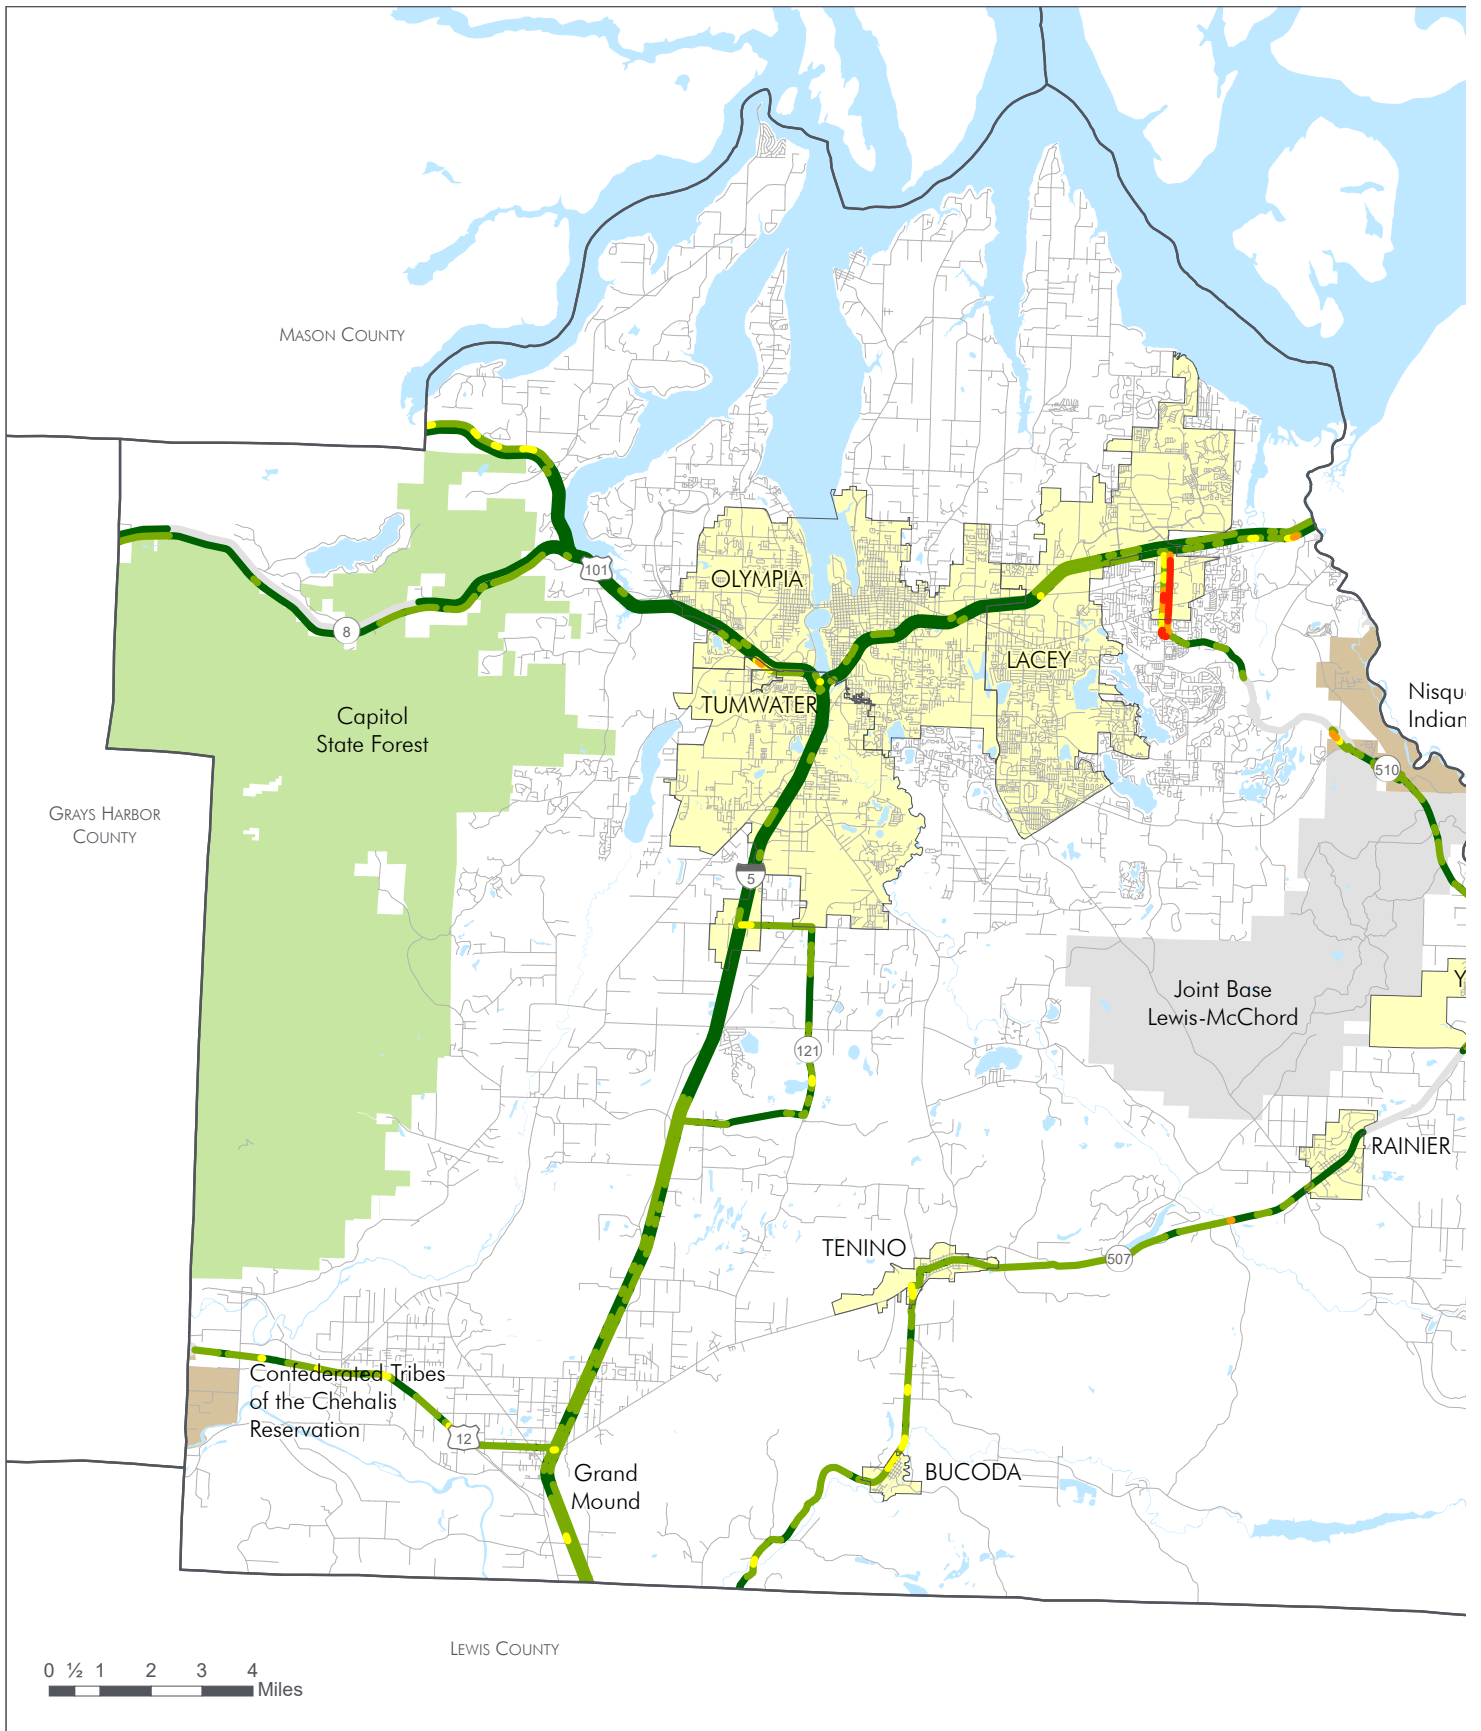 MASON COUNTY
101
OLYMPIA
8
LACEY
TUMWATER
Capitol
State Forest
Nisqu
Indian
510
GRAYS HARBOR
COUNTY
5
Joint Base
Lewis-McChord
Y
121
RAINIER
TENINO
507
Confederated Tribes
of the Chehalis
Reservation
12
Grand
Mound
BUCODA
LEWIS COUNTY
0 ½ 1 2 3 4
Miles